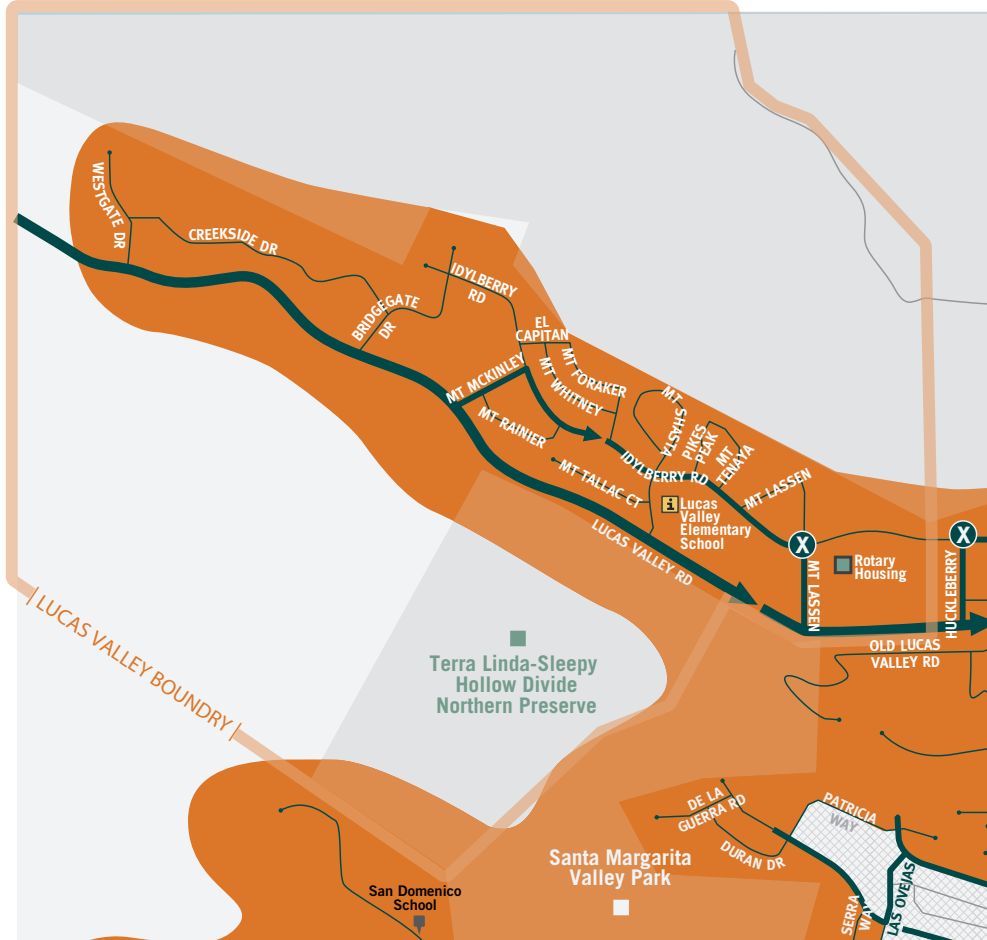 WESTGATE DR
CREEKSIDE DR
BRIDGEGATE
DR
IDYLBERRY
RD
EL
CAPITAN
MT FORAKER
MT WHITNEY
MT MCKINLEY
MT RAINIER
MT SHASTA
PIKES
PEAK
MT
TENAYA
IDYLBERRY RD
MT TALLAC CT
MT LASSEN
i
Lucas
Valley
Elementary
School
LUCAS VALLEY RD
X
X
MT LASSEN
Rotary
Housing
HUCKLEBERRY
OLD LUCAS
VALLEY RD
LUCAS VALLEY BOUNDRY
Terra Linda-Sleepy
Hollow Divide
Northern Preserve
DE LA
GUERRA RD
DURAN DR
PATRICIA
WAY
Santa Margarita
Valley Park
San Domenico
School
SERRA
WAY
LAS OVEJAS